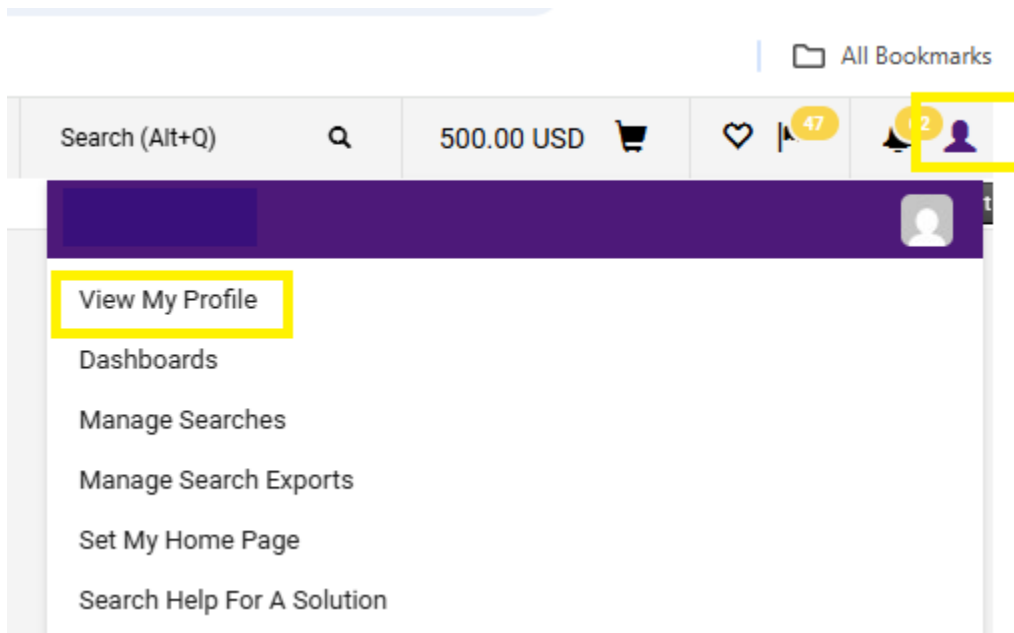 All Bookmarks
Search (Alt+Q) 500.00 USD 47
View My Profile
Dashboards
Manage Searches
Manage Search Exports
Set My Home Page
Search Help For A Solution